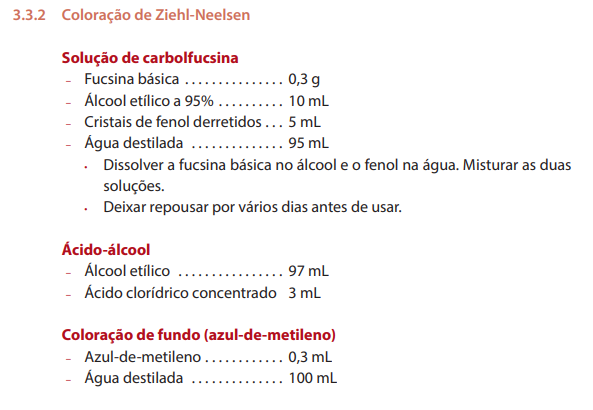 3.3.2 Coloração de Ziehl-Neelsen
Solução de carbolfucsina
– Fucsina básica ............... 0,3 g
– Álcool etílico a 95% .......... 10 mL
– Cristais de fenol derretidos ... 5 mL
– Água destilada .............. 95 mL
• Dissolver a fucsina básica no álcool e o fenol na água. Misturar as duas
soluções.
• Deixar repousar por vários dias antes de usar.
Ácido-álcool
– Álcool etílico ................ 97 mL
– Ácido clorídrico concentrado 3 mL
Coloração de fundo (azul-de-metileno)
– Azul-de-metileno ............ 0,3 mL
– Água destilada .............. 100 mL